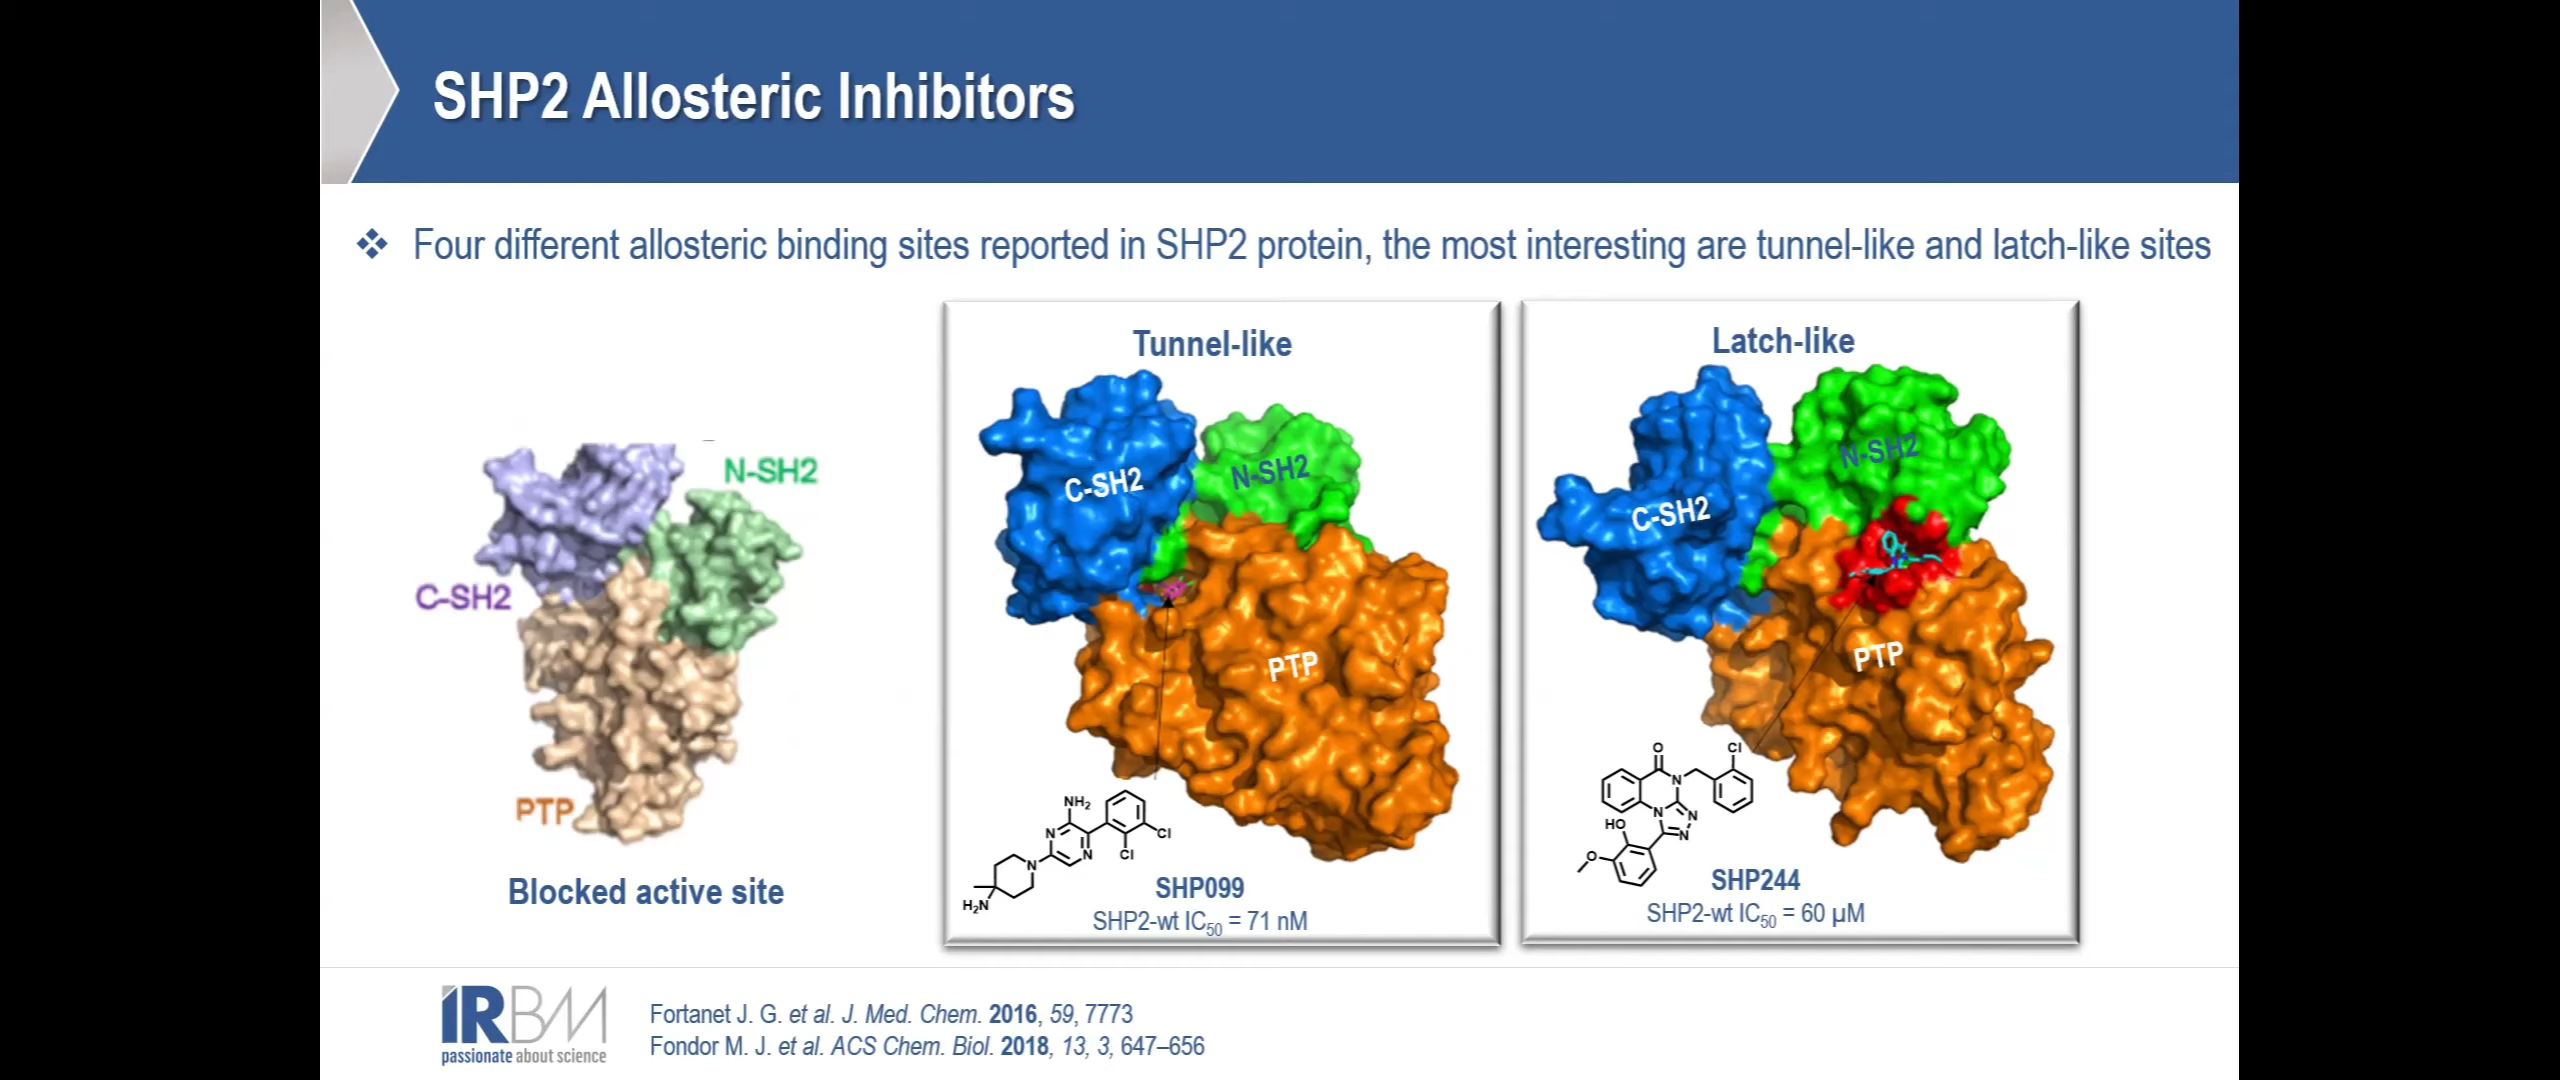 SHP2 Allosteric Inhibitors
❖ Four different allosteric binding sites reported in SHP2 protein, the most interesting are tunnel-like and latch-like sites
N-SH2
C-SH2
PTP
Blocked active site
Tunnel-like
C-SH2
N-SH2
PTP
NH₂
N
N
Cl
Cl
N
H₂N
SHP099
SHP2-wt IC₅₀ = 71 nM
Latch-like
N-SH2
C-SH2
PTP
O
Cl
N
N
N
N
HO
O
SHP244
SHP2-wt IC₅₀ = 60 µM
IRBM
passionate about science
Fortanet J. G. et al. J. Med. Chem. 2016, 59, 7773
Fondor M. J. et al. ACS Chem. Biol. 2018, 13, 3, 647–656